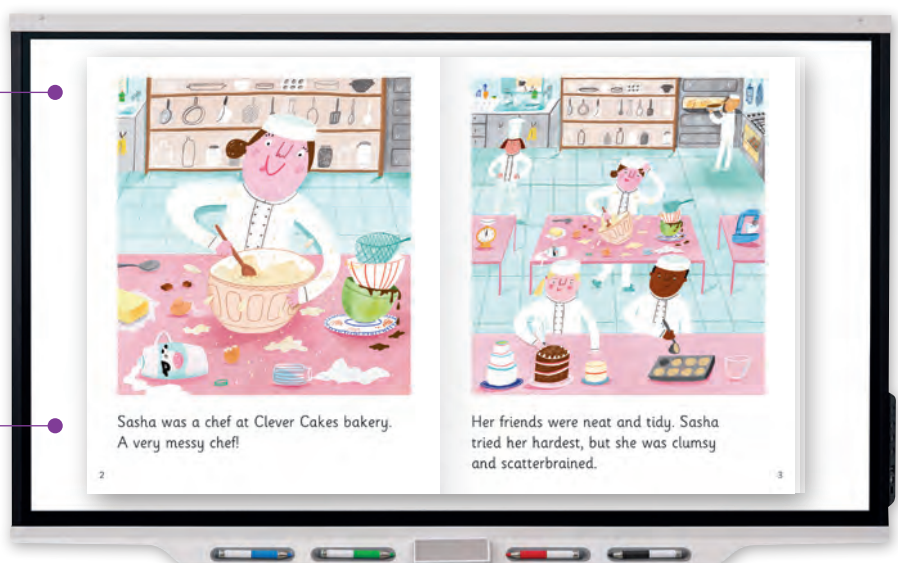 Sasha was a chef at Clever Cakes bakery.
A very messy chef!
2
Her friends were neat and tidy. Sasha
tried her hardest, but she was clumsy
and scatterbrained.
3